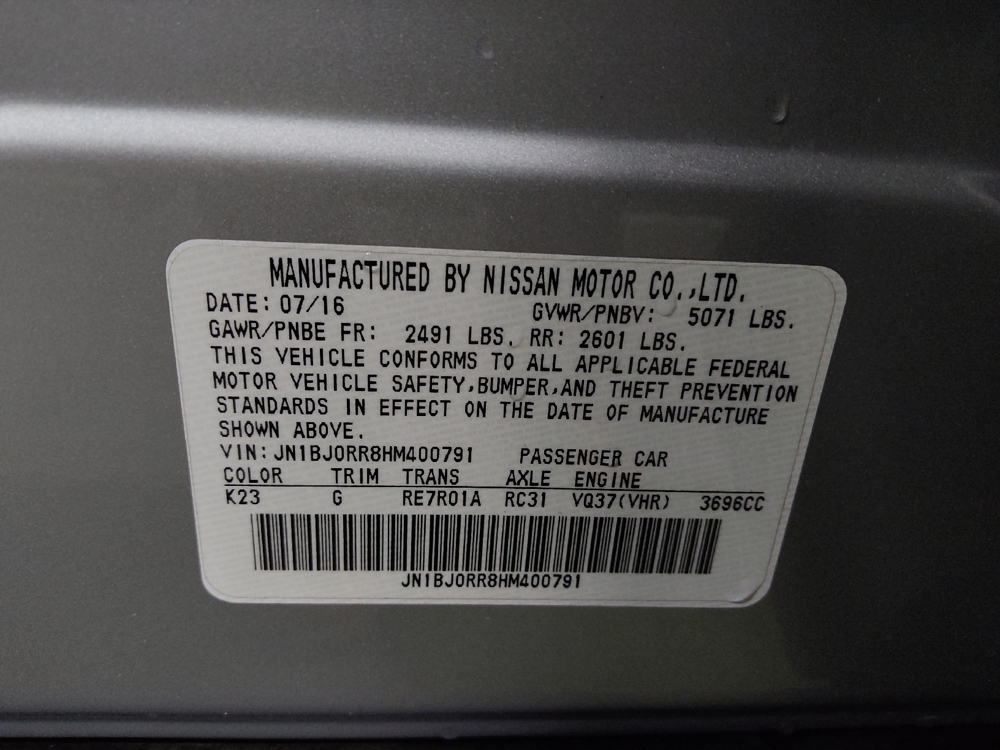 MANUFACTURED BY NISSAN MOTOR CO.,LTD.
DATE: 07/16 GVWR/PNBV: 5071 LBS.
GAWR/PNBE FR: 2491 LBS. RR: 2601 LBS.
THIS VEHICLE CONFORMS TO ALL APPLICABLE FEDERAL
MOTOR VEHICLE SAFETY,BUMPER,AND THEFT PREVENTION
STANDARDS IN EFFECT ON THE DATE OF MANUFACTURE
SHOWN ABOVE.
VIN: JN1BJ0RR8HM400791 PASSENGER CAR
COLOR TRIM TRANS AXLE ENGINE
K23 G RE7R01A RC31 VQ37(VHR) 3696CC
JN1BJ0RR8HM400791